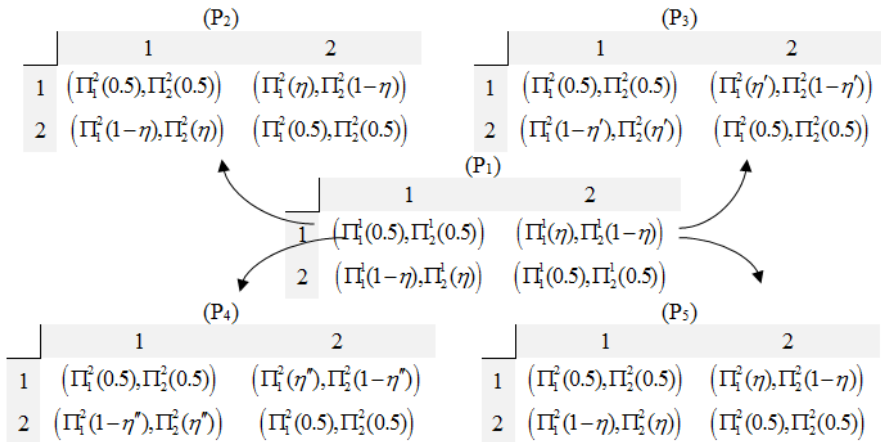 (P₂) (P₃)
1 2 1 2
1 (Π₁²(0.5),Π₂²(0.5)) (Π₁²(η),Π₂²(1−η)) 1 (Π₁²(0.5),Π₂²(0.5)) (Π₁²(η′),Π₂²(1−η′))
2 (Π₁²(1−η),Π₂²(η)) (Π₁²(0.5),Π₂²(0.5)) 2 (Π₁²(1−η′),Π₂²(η′)) (Π₁²(0.5),Π₂²(0.5))
(P₁)
1 2
1 (Π₁¹(0.5),Π₂¹(0.5)) (Π₁¹(η),Π₂¹(1−η))
2 (Π₁¹(1−η),Π₂¹(η)) (Π₁¹(0.5),Π₂¹(0.5))
(P₄) (P₅)
1 2 1 2
1 (Π₁²(0.5),Π₂²(0.5)) (Π₁²(η″),Π₂²(1−η″)) 1 (Π₁²(0.5),Π₂²(0.5)) (Π₁²(η),Π₂²(1−η))
2 (Π₁²(1−η″),Π₂²(η″)) (Π₁²(0.5),Π₂²(0.5)) 2 (Π₁²(1−η),Π₂²(η)) (Π₁²(0.5),Π₂²(0.5))